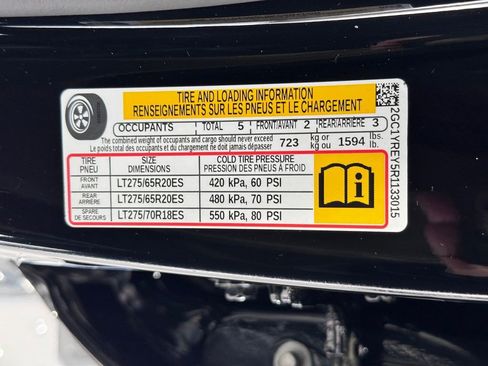 TIRE AND LOADING INFORMATION
RENSEIGNEMENTS SUR LES PNEUS ET LE CHARGEMENT
OCCUPANTS TOTAL 5 FRONT/AVANT 2 REAR/ARRIÈRE 3
The combined weight of occupants and cargo should never exceed 723 kg or 1594 lbs.
Le poids total des occupants et du chargement ne doit jamais dépasser kg ou lb.
TIRE PNEU SIZE DIMENSIONS COLD TIRE PRESSURE PRESSION DES PNEUS À FROID
FRONT AVANT LT275/65R20ES 420 kPa, 60 PSI
REAR ARRIÈRE LT275/65R20ES 480 kPa, 70 PSI
SPARE DE SECOURS LT275/70R18ES 550 kPa, 80 PSI
2GC1YREY5R1133015